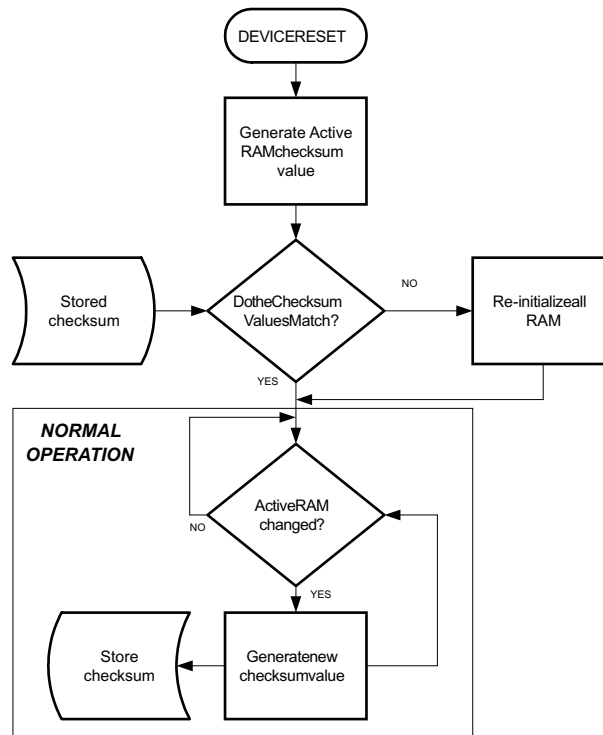 DEVICERESET
Generate Active
RAMchecksum
value
Stored
checksum
DotheChecksum
ValuesMatch?
NO
Re-initializeall
RAM
YES
NORMAL
OPERATION
ActiveRAM
changed?
NO
YES
Store
checksum
Generatenew
checksumvalue